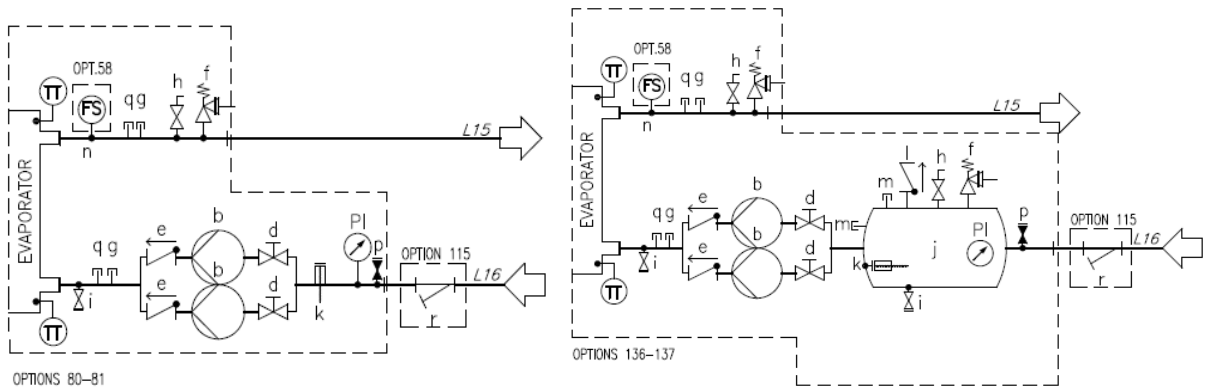 OPT.58
TT
FS
q g
h
f
n
L15
EVAPORATOR
PI
q g
e
b
d
p
OPTION 115
L16
b
i
e
d
k
r
TT
OPTIONS 80-81
OPT.58
TT
FS
q g
h
f
n
L15
EVAPORATOR
l
h
f
m
b
d
q g
e
m
p
OPTION 115
PI
L16
b
j
i
e
d
k
r
i
TT
OPTIONS 136-137